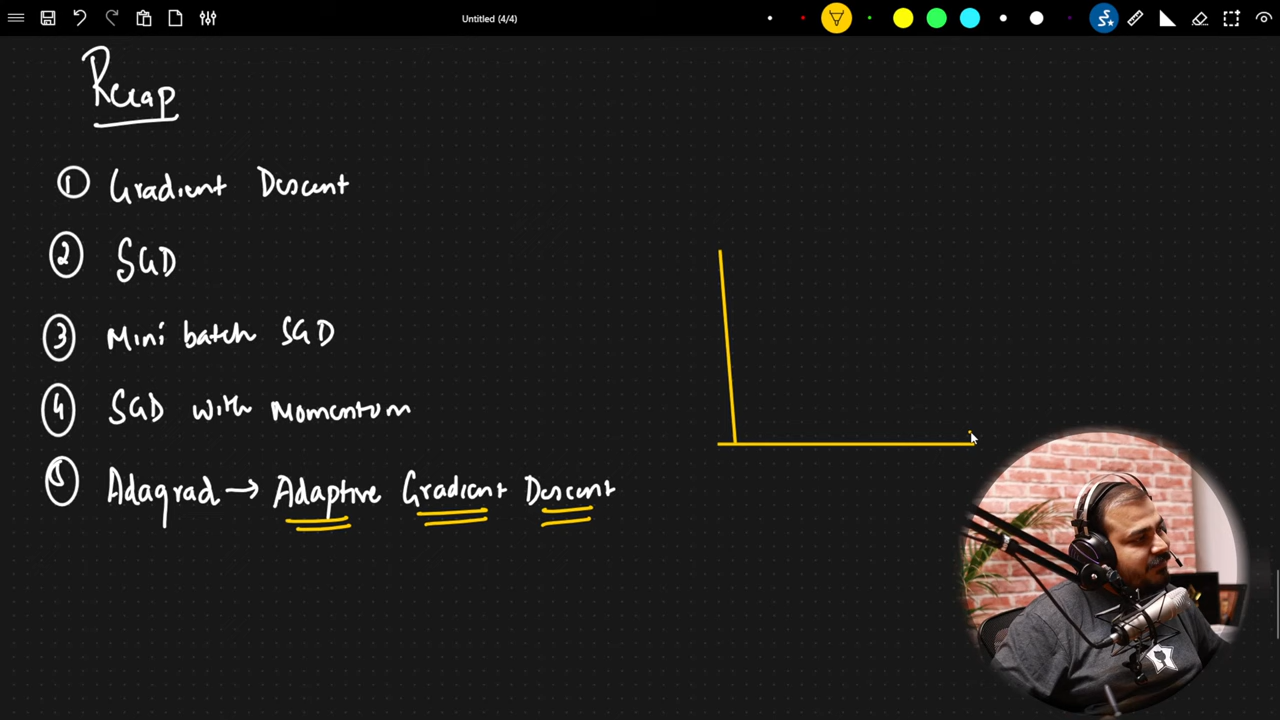 Untitled (4/4)
Recap
① Gradient Descent
② SGD
③ Mini batch SGD
④ SGD with Momentum
⑤ Adagrad → Adaptive Gradient Descent